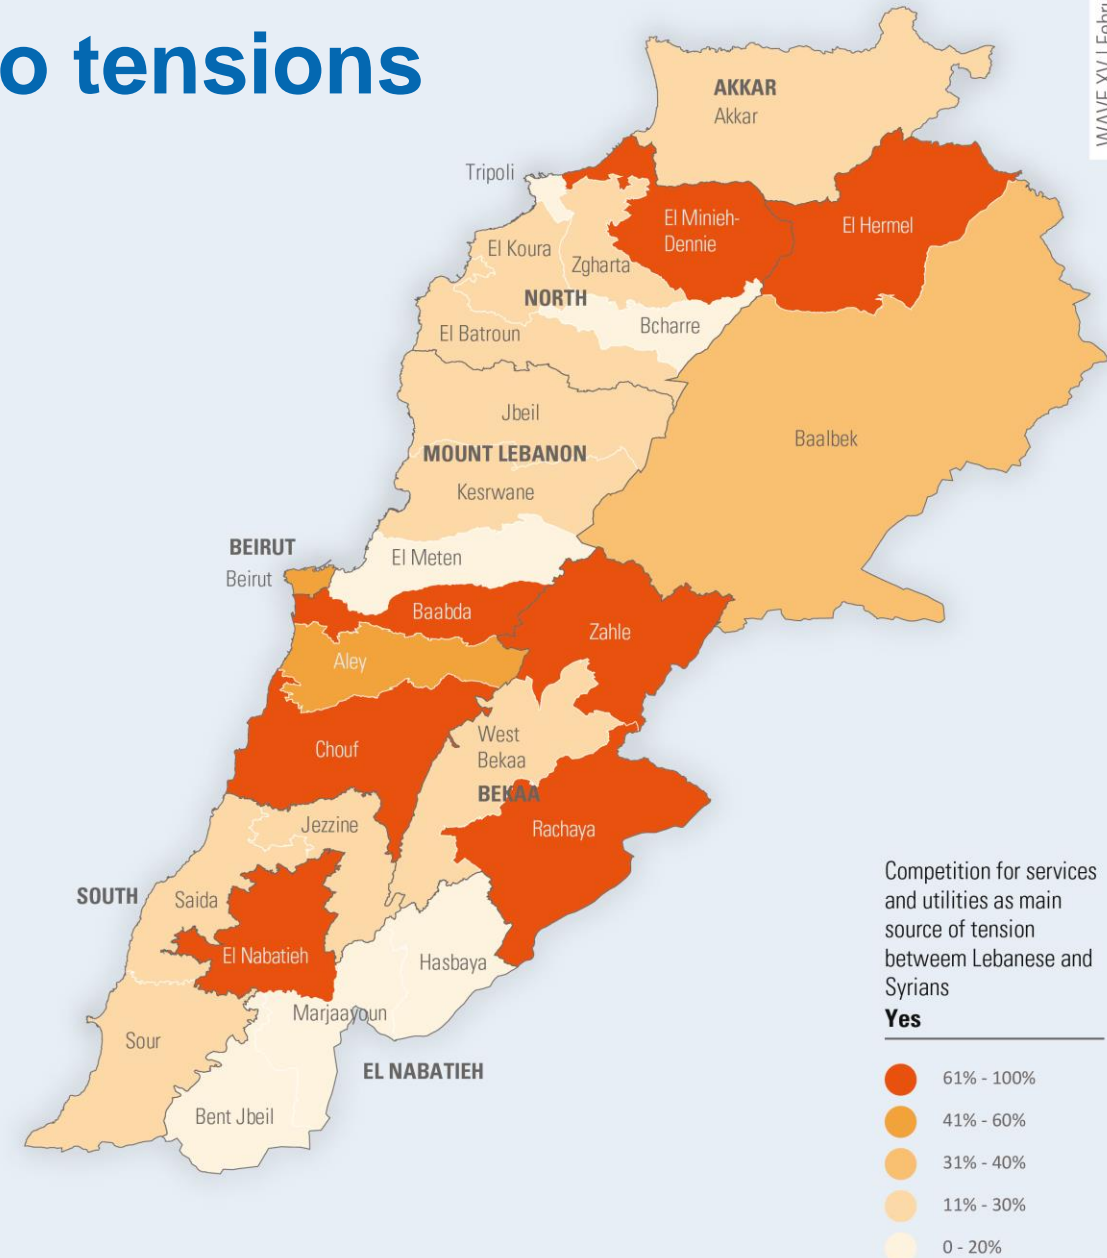 o tensions
WAVE XV | Febru
AKKAR
Akkar
Tripoli
El Minieh-
Dennie
El Hermel
El Koura
Zgharta
NORTH
Bcharre
El Batroun
Jbeil
Baalbek
MOUNT LEBANON
Kesrwane
BEIRUT
El Meten
Beirut
Baabda
Zahle
Aley
West
Bekaa
Chouf
BEKAA
Jezzine
Rachaya
SOUTH
Saida
El Nabatieh
Hasbaya
Marjaayoun
Sour
EL NABATIEH
Bent Jbeil
Competition for services
and utilities as main
source of tension
betweem Lebanese and
Syrians
Yes
61% - 100%
41% - 60%
31% - 40%
11% - 30%
0 - 20%